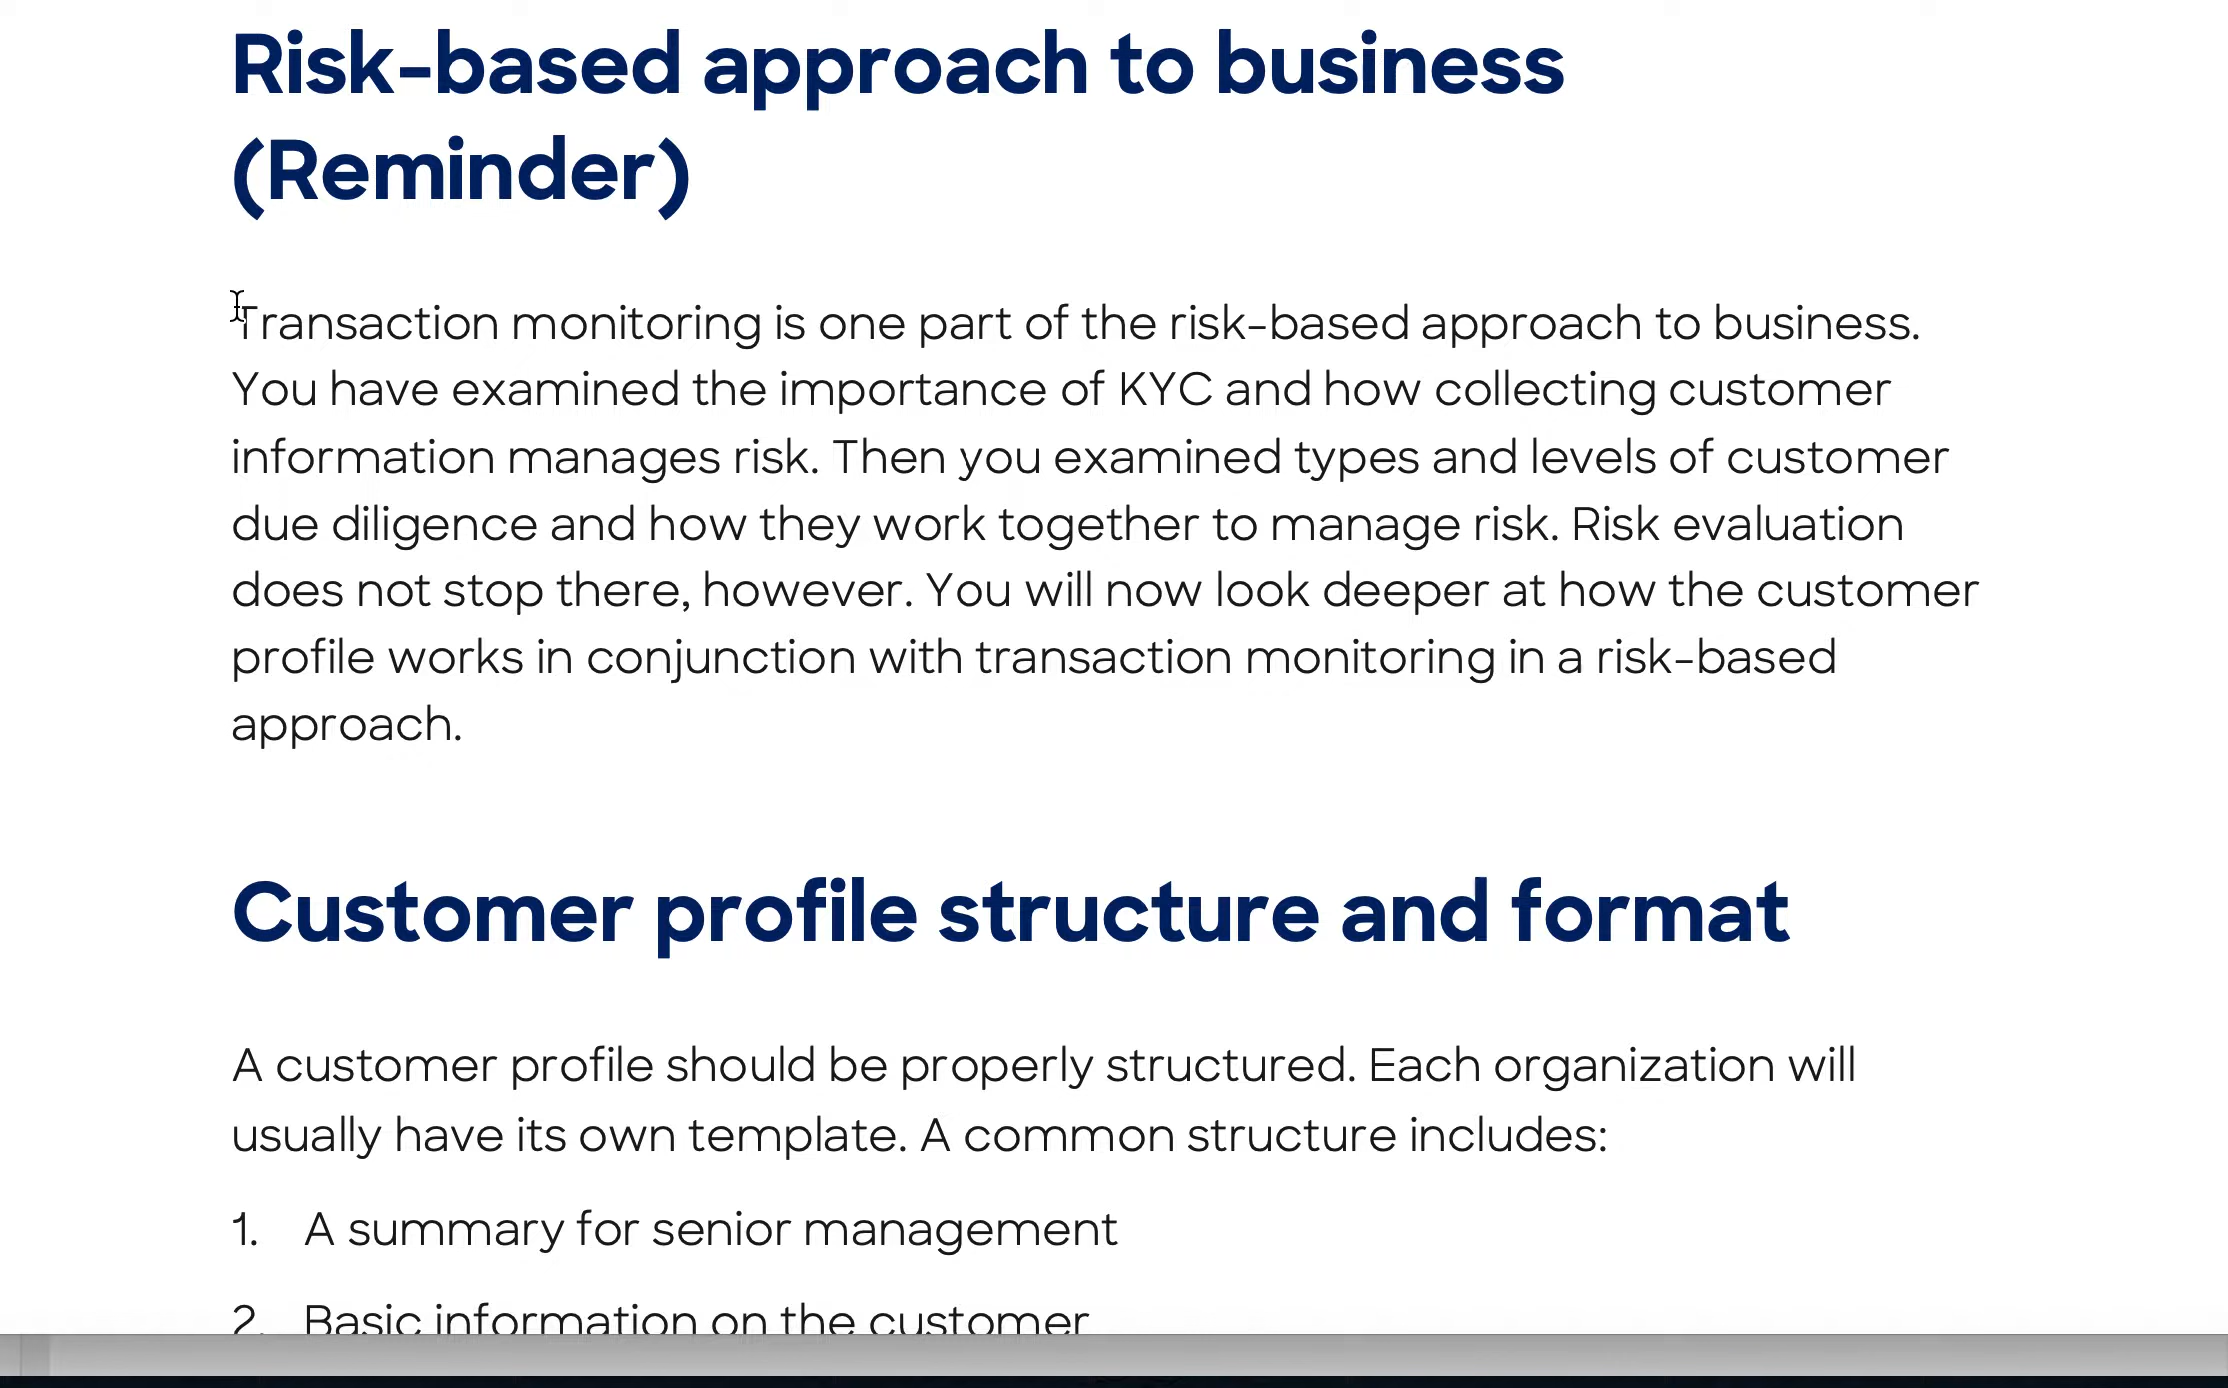 Risk-based approach to business
(Reminder)
Transaction monitoring is one part of the risk-based approach to business.
You have examined the importance of KYC and how collecting customer
information manages risk. Then you examined types and levels of customer
due diligence and how they work together to manage risk. Risk evaluation
does not stop there, however. You will now look deeper at how the customer
profile works in conjunction with transaction monitoring in a risk-based
approach.
Customer profile structure and format
A customer profile should be properly structured. Each organization will
usually have its own template. A common structure includes:
1. A summary for senior management
2. Basic information on the customer